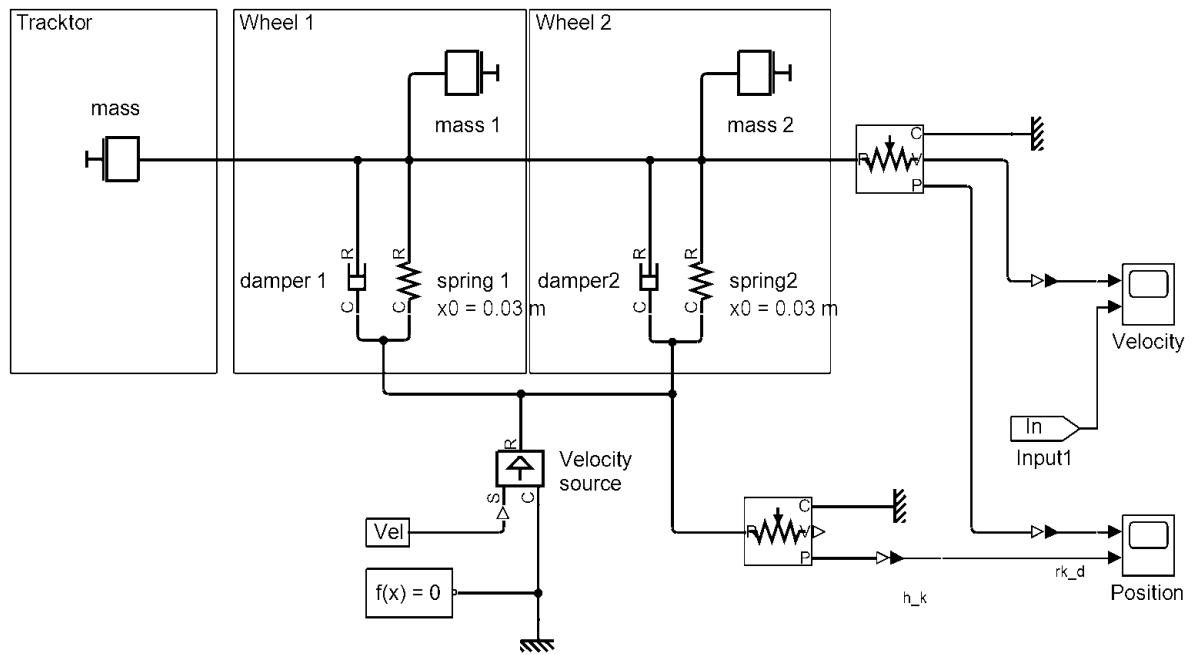 Tracktor
Wheel 1
Wheel 2
mass
mass 1
mass 2
R
C
V
P
R
R
R
R
damper 1
spring 1
damper2
spring2
C
C
C
C
x0 = 0.03 m
x0 = 0.03 m
Velocity
In
Input1
R
Velocity
source
S
C
Vel
f(x) = 0
R
C
V
P
h_k
rk_d
Position